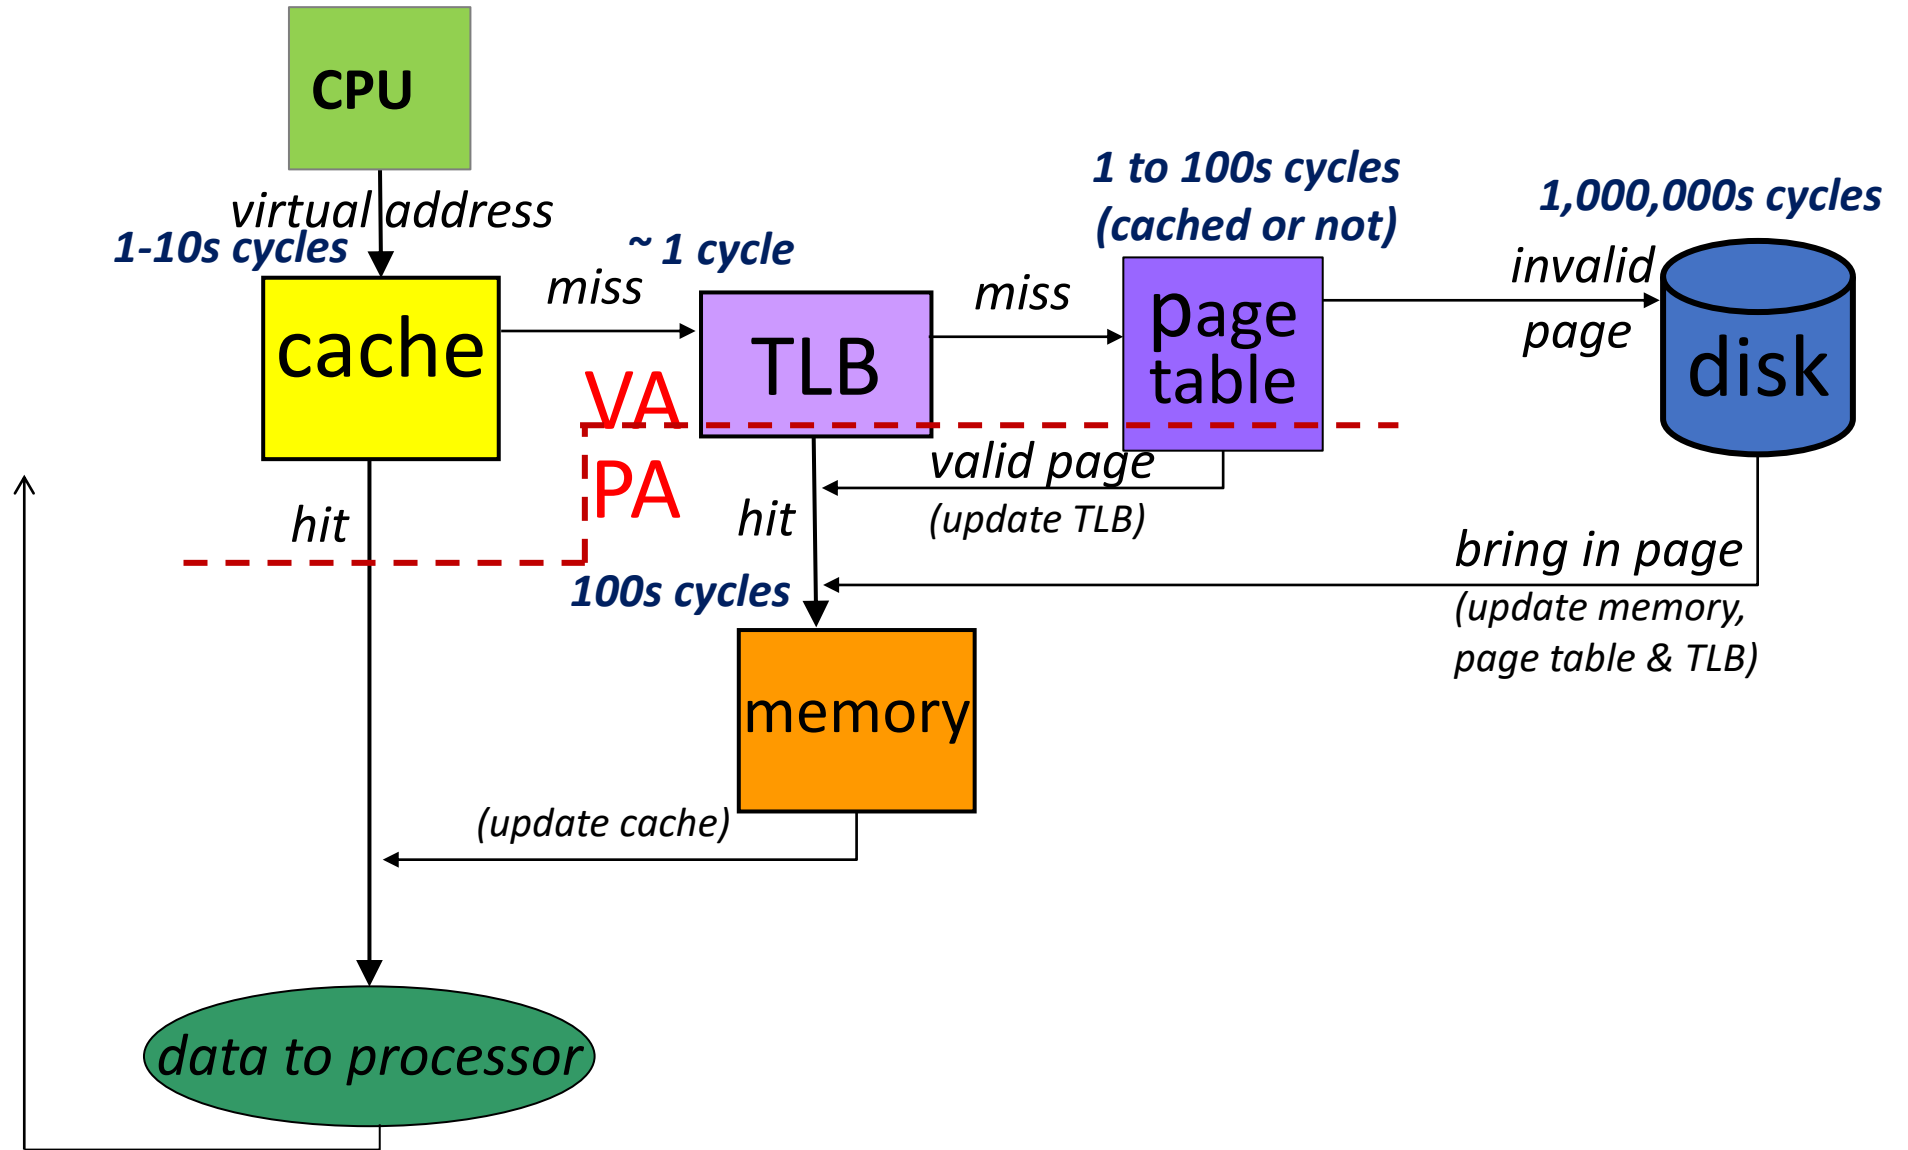 CPU
virtual address
1-10s cycles
~ 1 cycle
1 to 100s cycles
(cached or not)
1,000,000s cycles
cache
miss
TLB
miss
page
table
invalid
page
disk
VA
PA
hit
hit
valid page
(update TLB)
100s cycles
bring in page
(update memory,
page table & TLB)
memory
(update cache)
data to processor